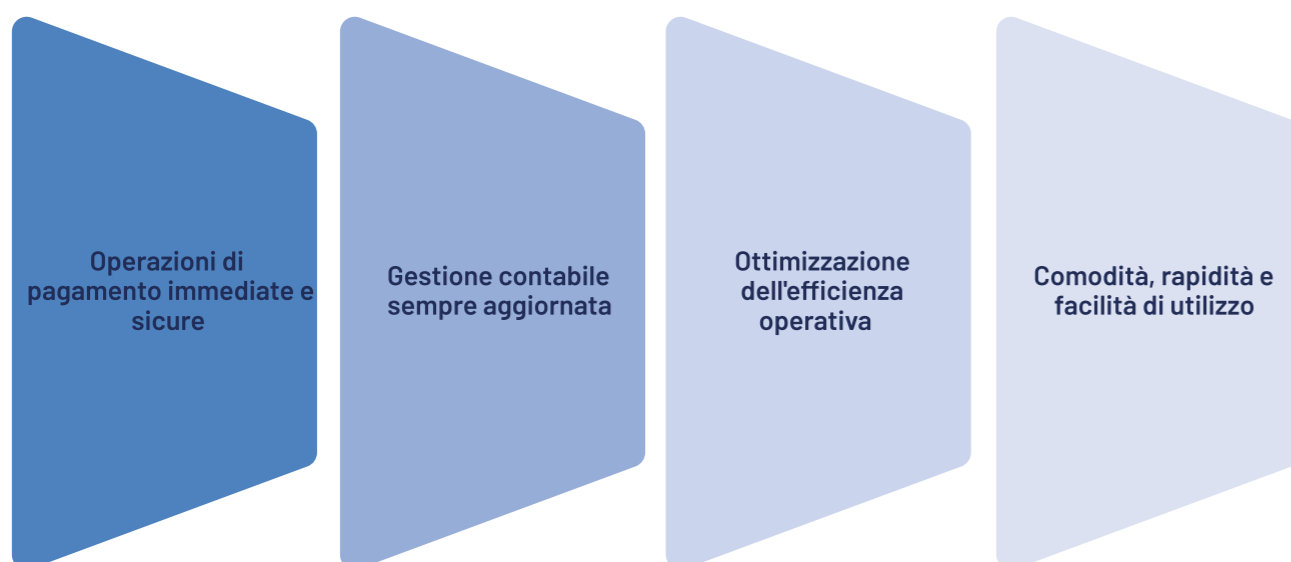 Operazioni di
pagamento immediate e
sicure
Gestione contabile
sempre aggiornata
Ottimizzazione
dell'efficienza
operativa
Comodità, rapidità e
facilità di utilizzo